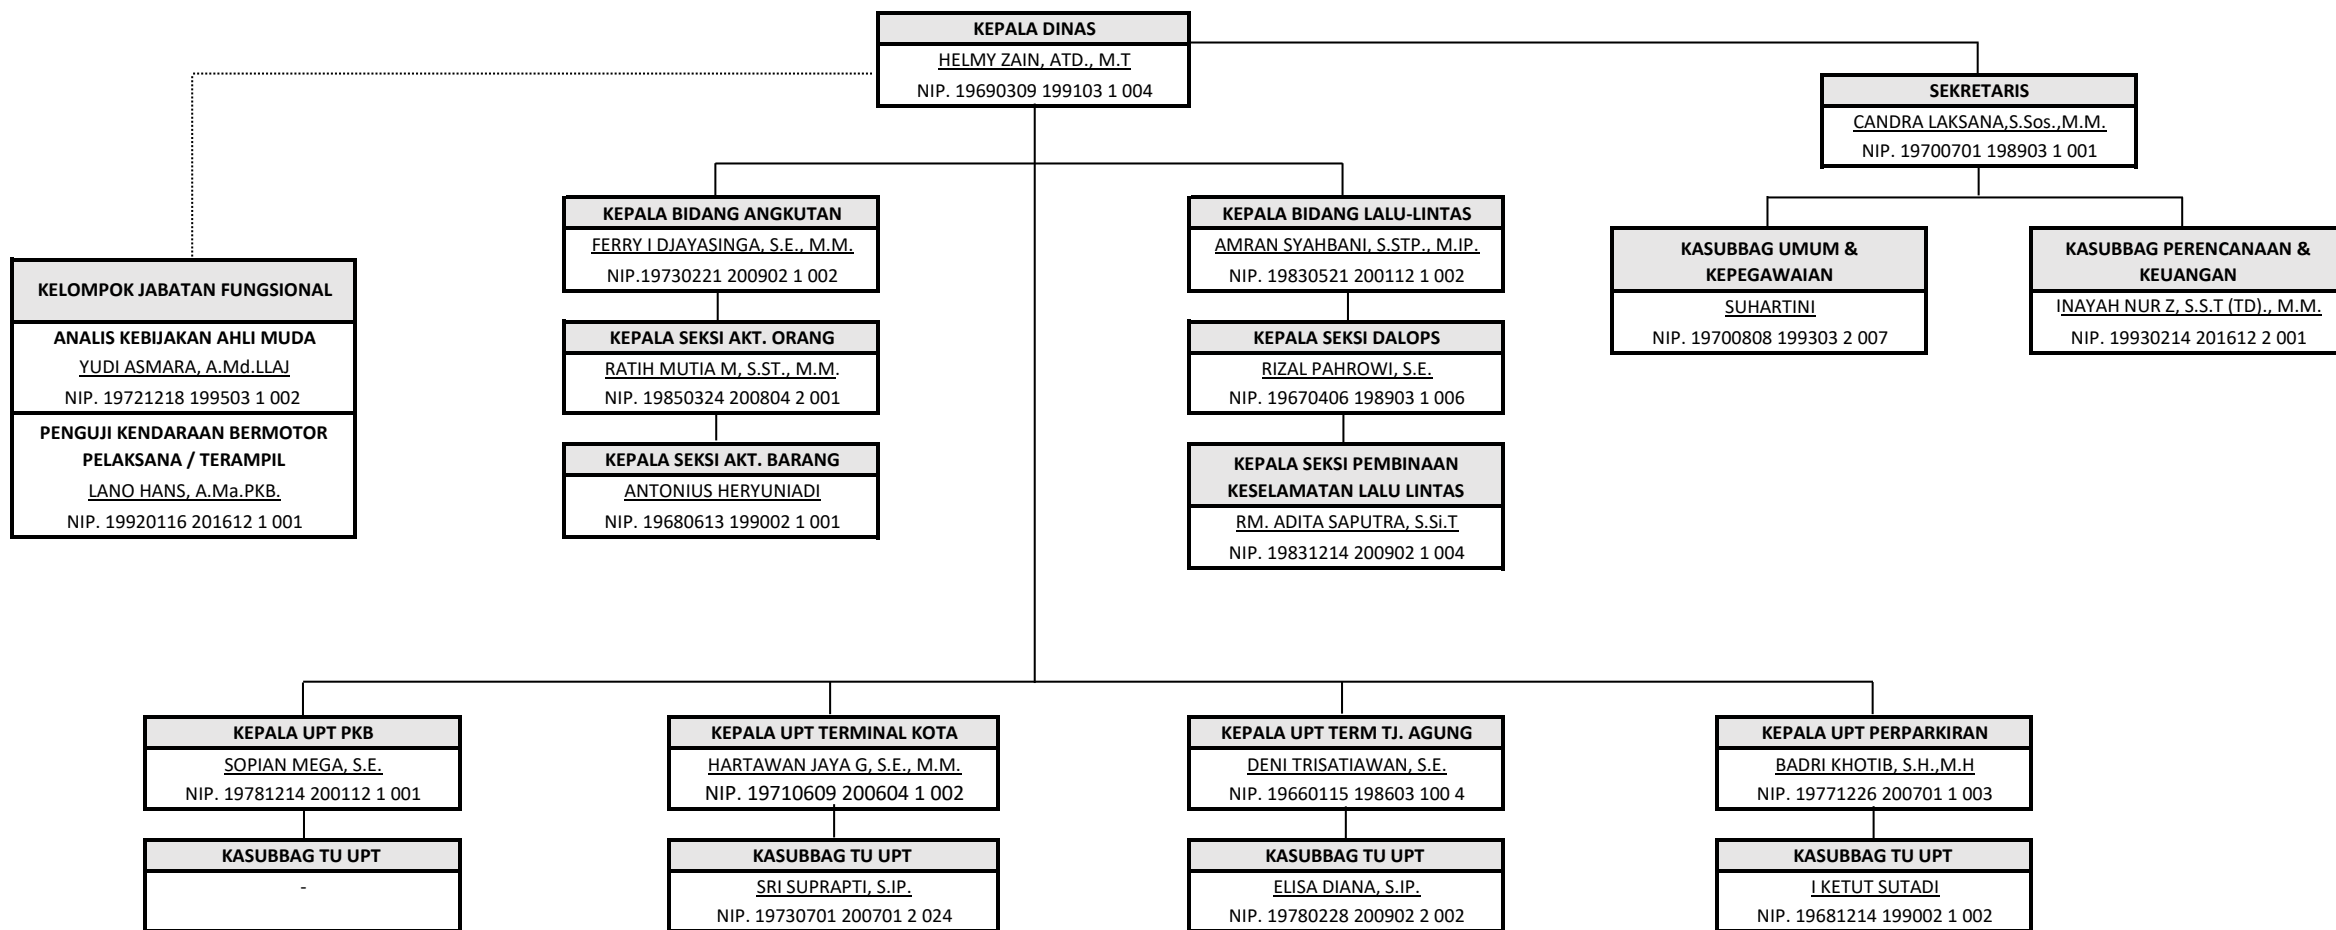 KEPALA DINAS
HELMY ZAIN, ATD., M.T
NIP. 19690309 199103 1 004
SEKRETARIS
CANDRA LAKSANA,S.Sos.,M.M.
NIP. 19700701 198903 1 001
KELOMPOK JABATAN FUNGSIONAL
ANALIS KEBIJAKAN AHLI MUDA
YUDI ASMARA, A.Md.LLAJ
NIP. 19721218 199503 1 002
PENGUJI KENDARAAN BERMOTOR
PELAKSANA / TERAMPIL
LANO HANS, A.Ma.PKB.
NIP. 19920116 201612 1 001
KEPALA BIDANG ANGKUTAN
FERRY I DJAYASINGA, S.E., M.M.
NIP.19730221 200902 1 002
KEPALA SEKSI AKT. ORANG
RATIH MUTIA M, S.ST., M.M.
NIP. 19850324 200804 2 001
KEPALA SEKSI AKT. BARANG
ANTONIUS HERYUNIADI
NIP. 19680613 199002 1 001
KEPALA BIDANG LALU-LINTAS
AMRAN SYAHBANI, S.STP., M.IP.
NIP. 19830521 200112 1 002
KEPALA SEKSI DALOPS
RIZAL PAHROWI, S.E.
NIP. 19670406 198903 1 006
KEPALA SEKSI PEMBINAAN
KESELAMATAN LALU LINTAS
RM. ADITA SAPUTRA, S.Si.T
NIP. 19831214 200902 1 004
KASUBBAG UMUM &
KEPEGAWAIAN
SUHARTINI
NIP. 19700808 199303 2 007
KASUBBAG PERENCANAAN &
KEUANGAN
INAYAH NUR Z, S.S.T (TD)., M.M.
NIP. 19930214 201612 2 001
KEPALA UPT PKB
SOPIAN MEGA, S.E.
NIP. 19781214 200112 1 001
KASUBBAG TU UPT
-
KEPALA UPT TERMINAL KOTA
HARTAWAN JAYA G, S.E., M.M.
NIP. 19710609 200604 1 002
KASUBBAG TU UPT
SRI SUPRAPTI, S.IP.
NIP. 19730701 200701 2 024
KEPALA UPT TERM TJ. AGUNG
DENI TRISATIAWAN, S.E.
NIP. 19660115 198603 100 4
KASUBBAG TU UPT
ELISA DIANA, S.IP.
NIP. 19780228 200902 2 002
KEPALA UPT PERPARKIRAN
BADRI KHOTIB, S.H.,M.H
NIP. 19771226 200701 1 003
KASUBBAG TU UPT
I KETUT SUTADI
NIP. 19681214 199002 1 002